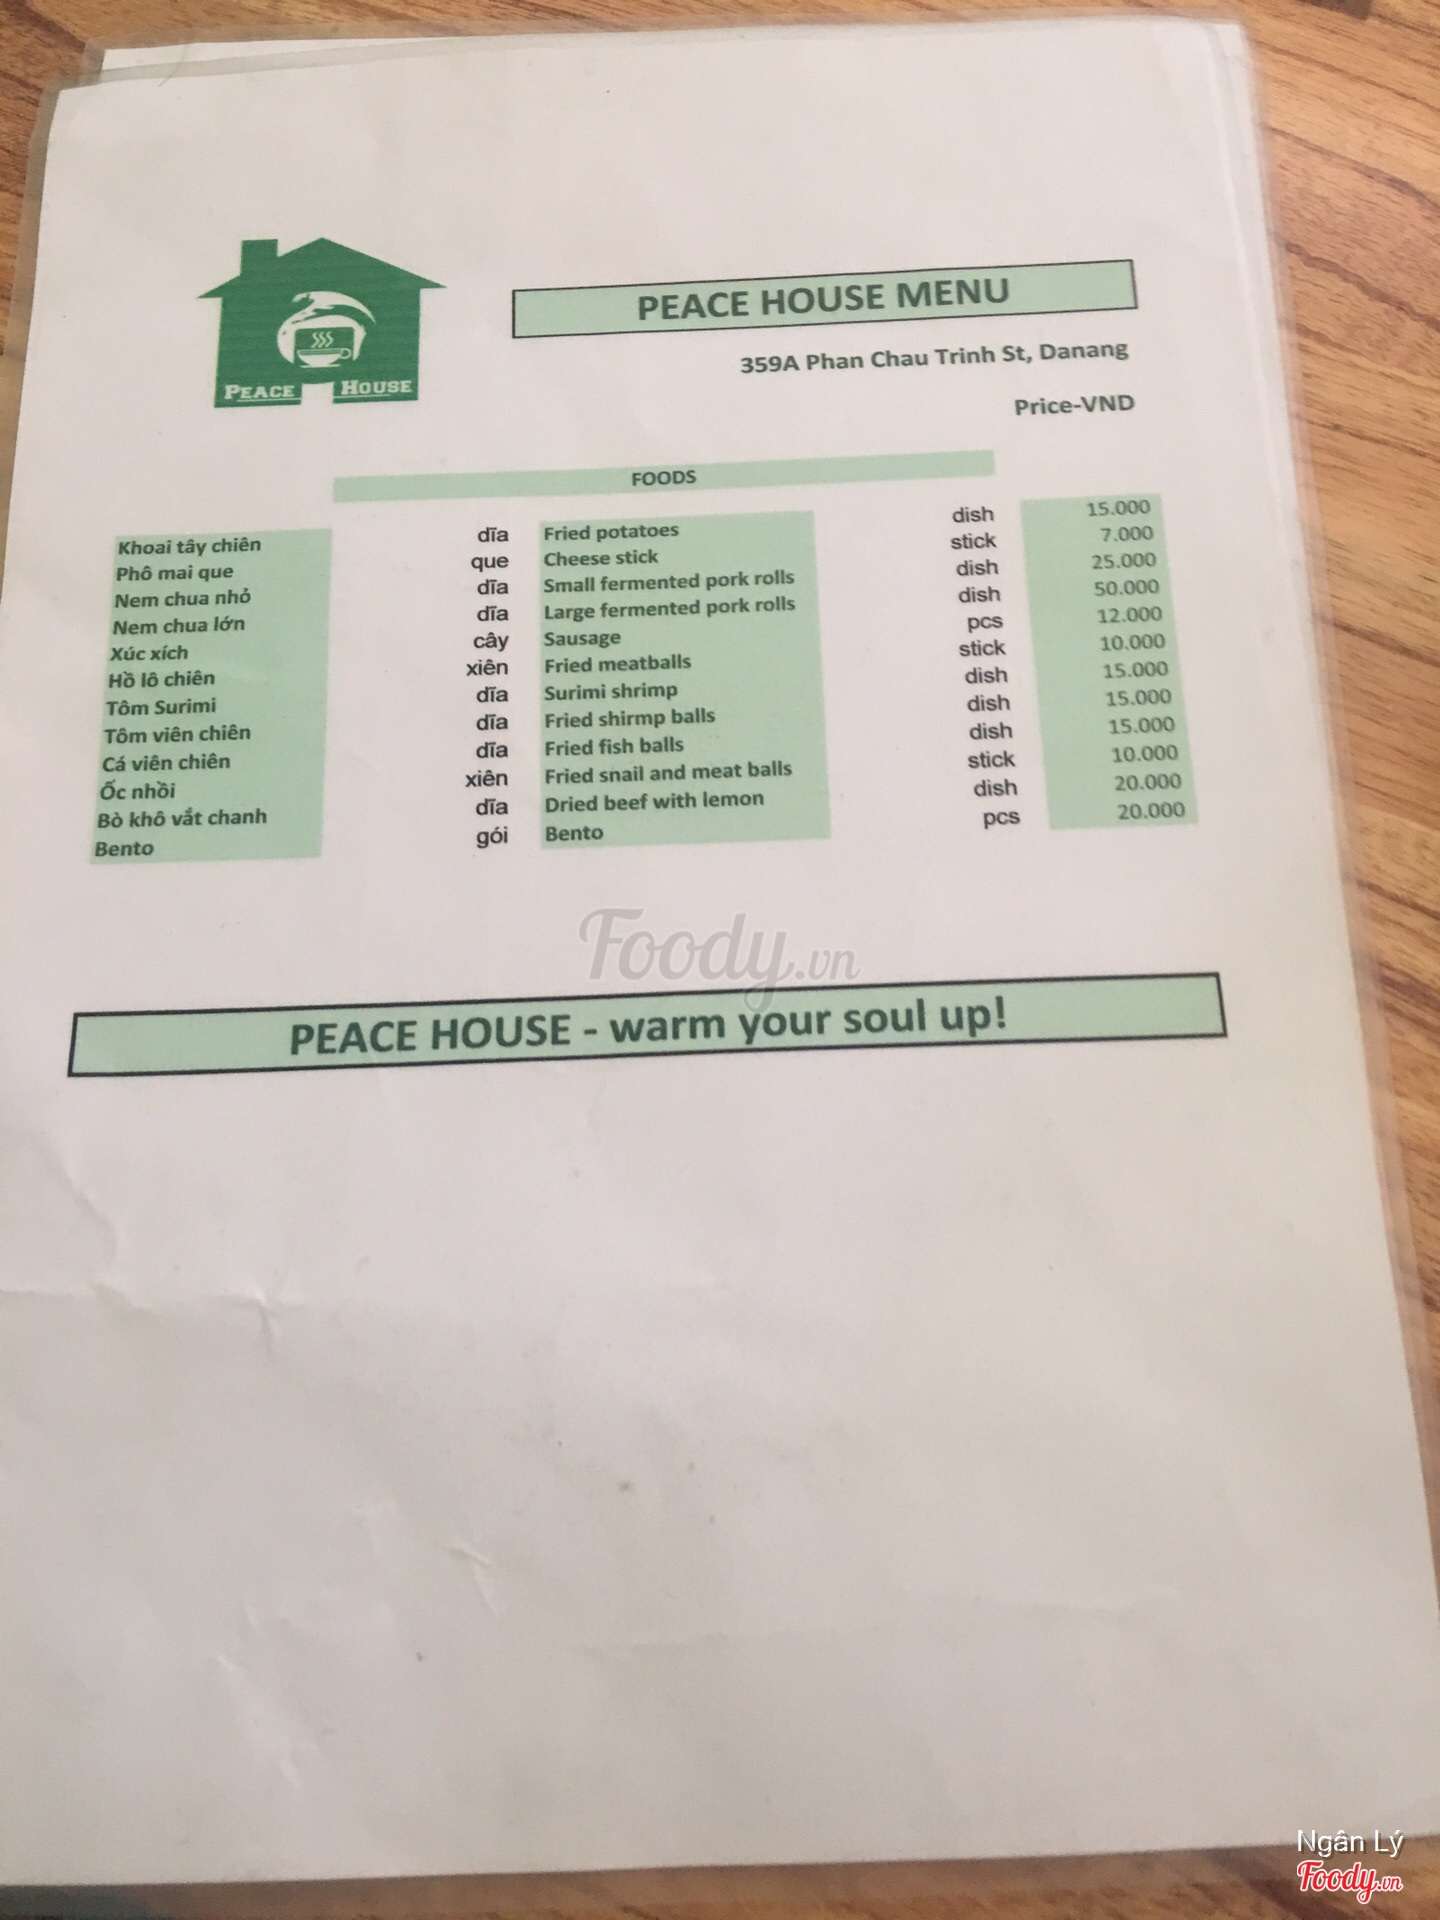 PEACE HOUSE
PEACE HOUSE MENU
359A Phan Chau Trinh St, Danang
Price-VND
FOODS
Khoai tây chiên dĩa Fried potatoes dish 15.000
Phô mai que que Cheese stick stick 7.000
Nem chua nhỏ dĩa Small fermented pork rolls dish 25.000
Nem chua lớn dĩa Large fermented pork rolls dish 50.000
Xúc xích cây Sausage pcs 12.000
Hồ lô chiên xiên Fried meatballs stick 10.000
Tôm Surimi dĩa Surimi shrimp dish 15.000
Tôm viên chiên dĩa Fried shirmp balls dish 15.000
Cá viên chiên dĩa Fried fish balls dish 15.000
Ốc nhồi xiên Fried snail and meat balls stick 10.000
Bò khô vắt chanh dĩa Dried beef with lemon dish 20.000
Bento gói Bento pcs 20.000
Foody.vn
PEACE HOUSE - warm your soul up!
Ngân Lý
Foody.vn